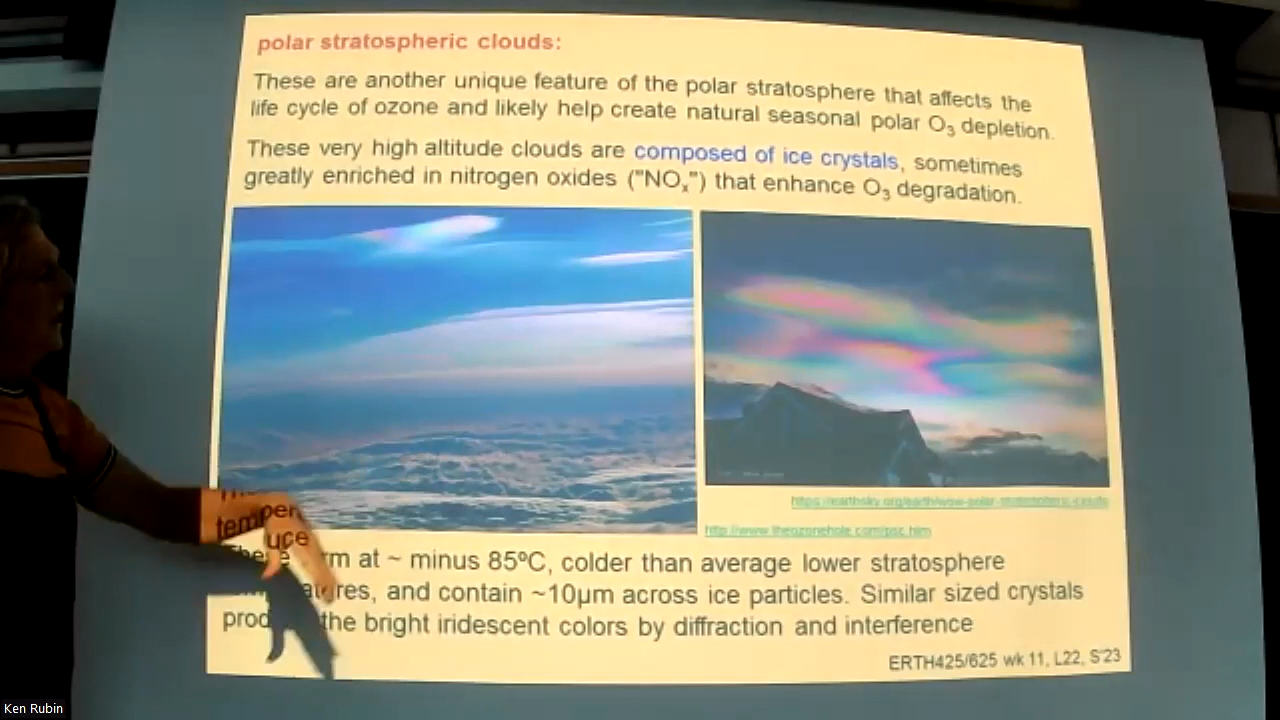 polar stratospheric clouds:
These are another unique feature of the polar stratosphere that affects the
life cycle of ozone and likely help create natural seasonal polar O₃ depletion.
These very high altitude clouds are composed of ice crystals, sometimes
greatly enriched in nitrogen oxides ("NOₓ") that enhance O₃ degradation.
https://earthsky.org/earth/wow-polar-stratospheric-clouds
http://www.theozonehole.com/psc.htm
rm at ~ minus 85ºC, colder than average lower stratosphere
res, and contain ~10µm across ice particles. Similar sized crystals
the bright iridescent colors by diffraction and interference
ERTH425/625 wk 11, L22, S'23
Ken Rubin